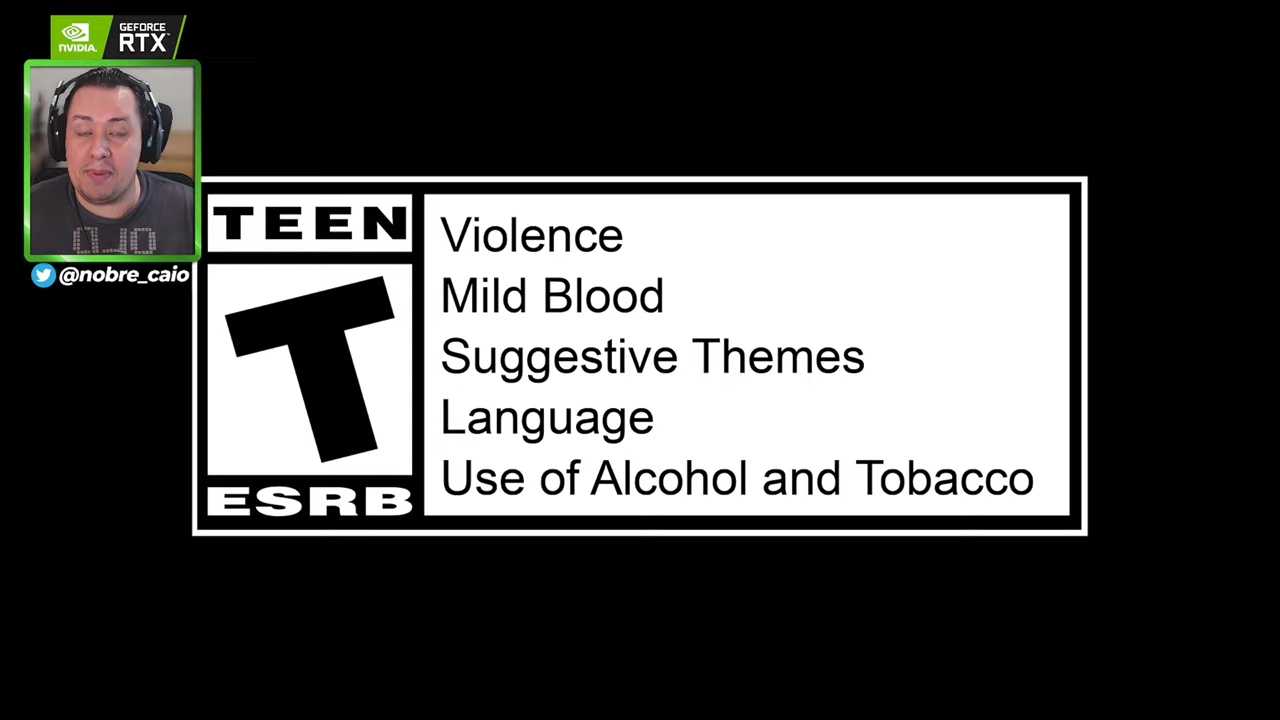 NVIDIA.
GEFORCE
RTX
@nobre_caio
TEEN
T
ESRB
Violence
Mild Blood
Suggestive Themes
Language
Use of Alcohol and Tobacco